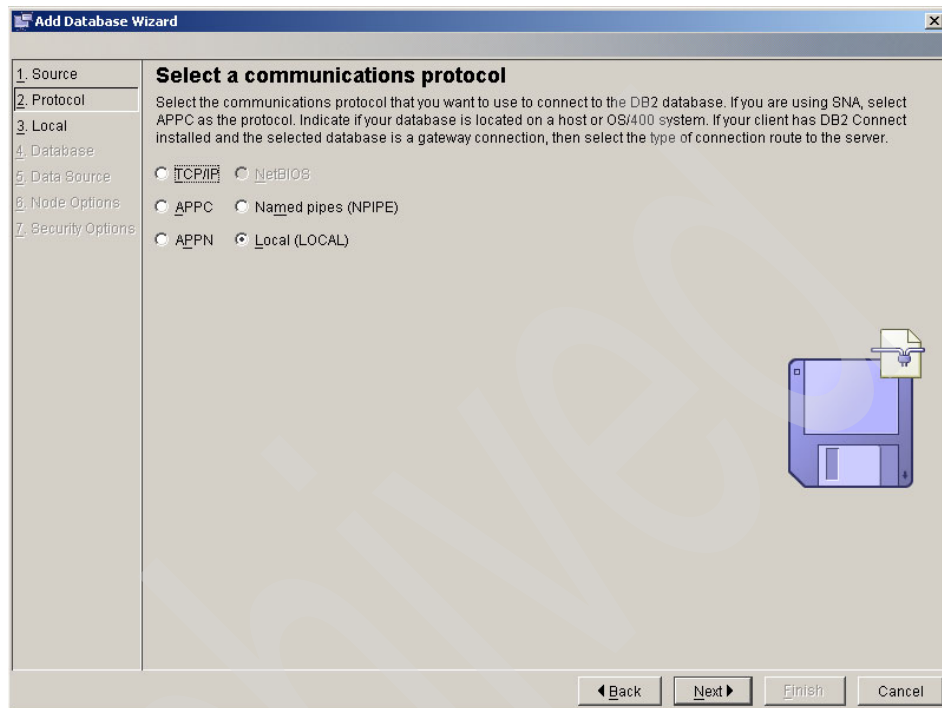 Add Database Wizard
1. Source
2. Protocol
3. Local
4. Database
5. Data Source
6. Node Options
7. Security Options
Select a communications protocol
Select the communications protocol that you want to use to connect to the DB2 database. If you are using SNA, select
APPC as the protocol. Indicate if your database is located on a host or OS/400 system. If your client has DB2 Connect
installed and the selected database is a gateway connection, then select the type of connection route to the server.
TCP/IP NetBIOS
APPC Named pipes (NPIPE)
APPN Local (LOCAL)
Back Next Finish Cancel